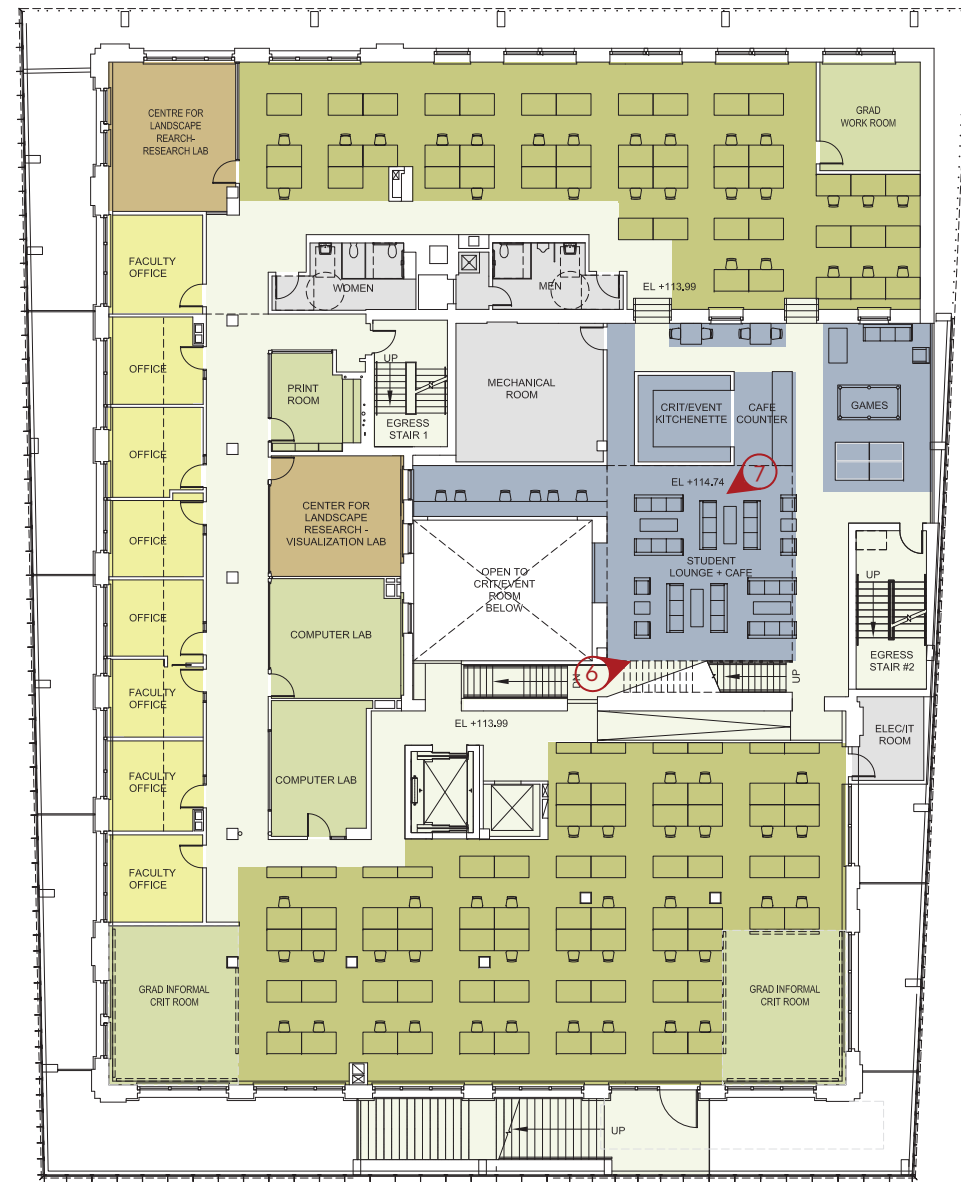 CENTRE FOR
LANDSCAPE
REARCH-
RESEARCH LAB
GRAD
WORK ROOM
FACULTY
OFFICE
WOMEN
MEN
EL +113.99
OFFICE
PRINT
ROOM
UP
EGRESS
STAIR 1
MECHANICAL
ROOM
CRIT/EVENT
KITCHENETTE
CAFE
COUNTER
GAMES
OFFICE
EL +114.74
7
CENTER FOR
LANDSCAPE
RESEARCH -
VISUALIZATION LAB
OFFICE
OPEN TO
CRIT/EVENT
ROOM
BELOW
STUDENT
LOUNGE + CAFE
UP
EGRESS
STAIR #2
OFFICE
COMPUTER LAB
6
DN
UP
FACULTY
OFFICE
EL +113.99
ELEC/IT
ROOM
FACULTY
OFFICE
COMPUTER LAB
FACULTY
OFFICE
GRAD INFORMAL
CRIT ROOM
GRAD INFORMAL
CRIT ROOM
UP